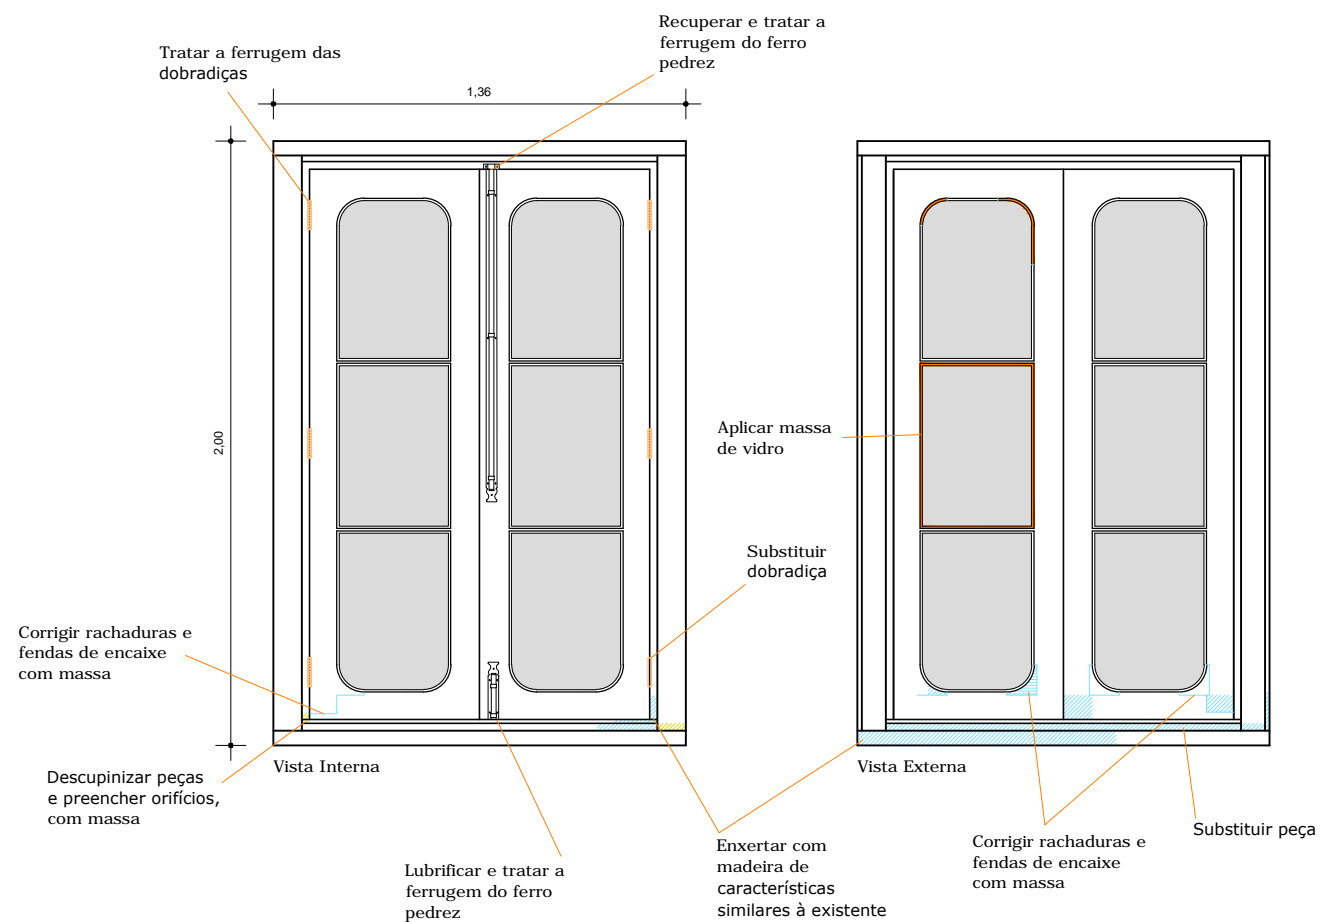 Recuperar e tratar a
ferrugem do ferro
pedrez
Tratar a ferrugem das
dobradiças
1,36
2,00
Aplicar massa
de vidro
Substituir
dobradiça
Corrigir rachaduras e
fendas de encaixe
com massa
Vista Interna
Vista Externa
Descupinizar peças
e preencher orifícios,
com massa
Lubrificar e tratar a
ferrugem do ferro
pedrez
Enxertar com
madeira de
características
similares à existente
Corrigir rachaduras e
fendas de encaixe
com massa
Substituir peça